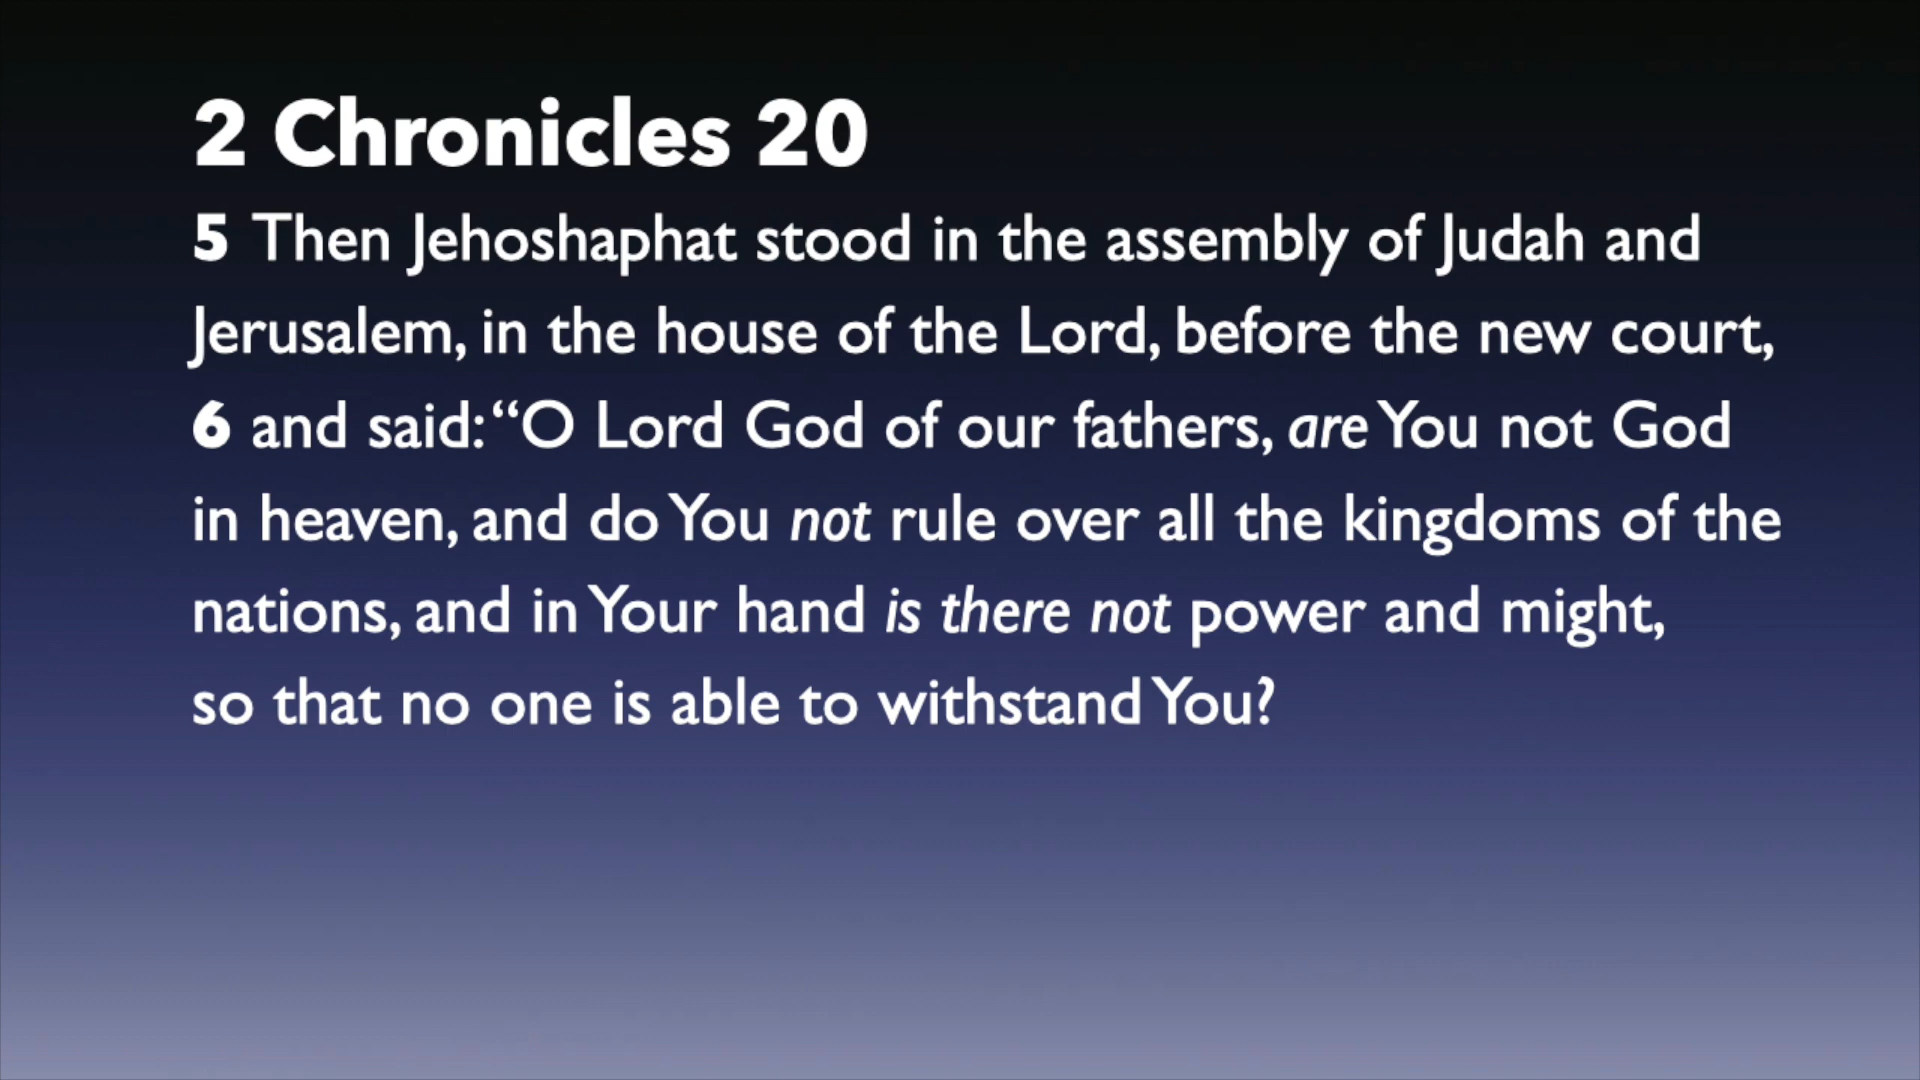 2 Chronicles 20
5 Then Jehoshaphat stood in the assembly of Judah and
Jerusalem, in the house of the Lord, before the new court,
6 and said: “O Lord God of our fathers, are You not God
in heaven, and do You not rule over all the kingdoms of the
nations, and in Your hand is there not power and might,
so that no one is able to withstand You?